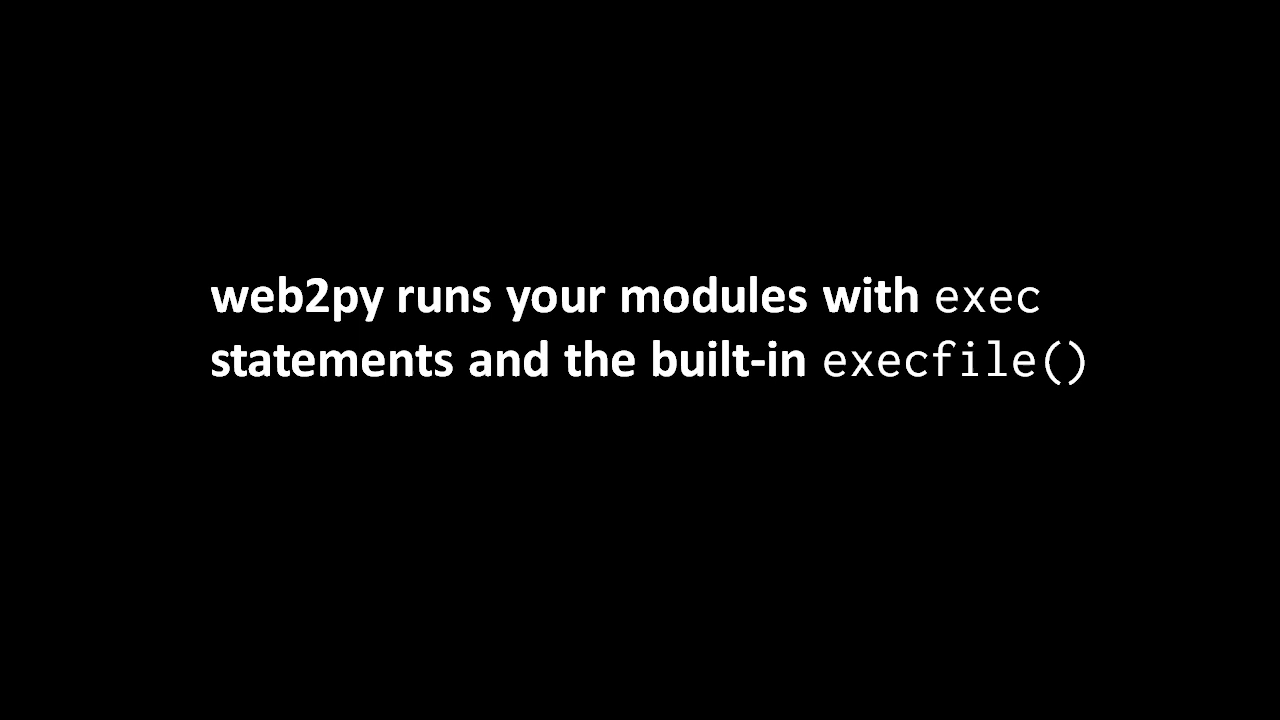 web2py runs your modules with exec
statements and the built-in execfile()